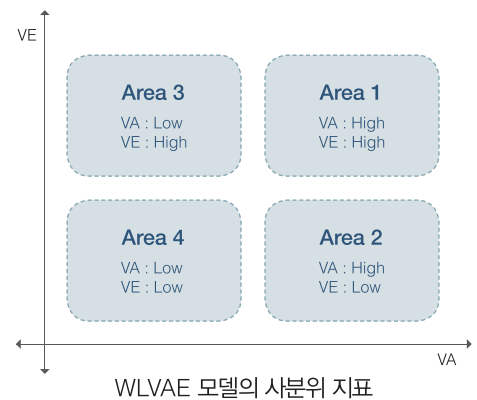 VE
Area 3
VA : Low
VE : High
Area 1
VA : High
VE : High
Area 4
VA : Low
VE : Low
Area 2
VA : High
VE : Low
VA
WLVAE 모델의 사분위 지표